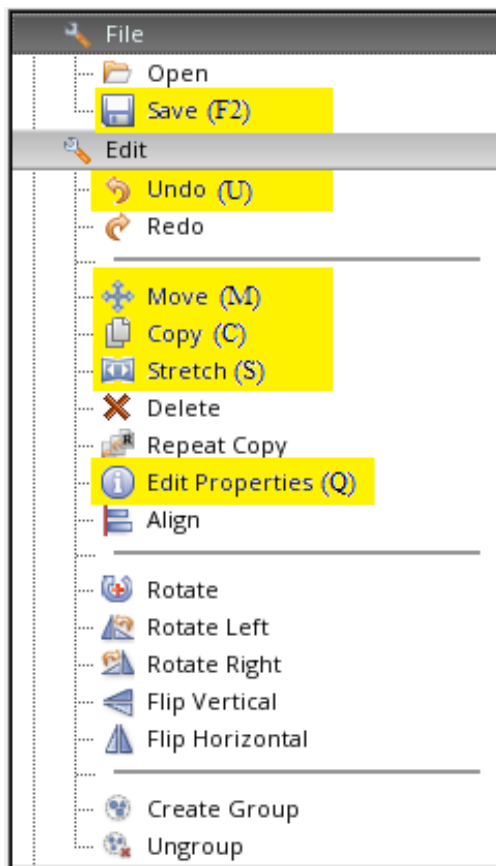 File
Open
Save (F2)
Edit
Undo (U)
Redo
Move (M)
Copy (C)
Stretch (S)
Delete
Repeat Copy
Edit Properties (Q)
Align
Rotate
Rotate Left
Rotate Right
Flip Vertical
Flip Horizontal
Create Group
Ungroup